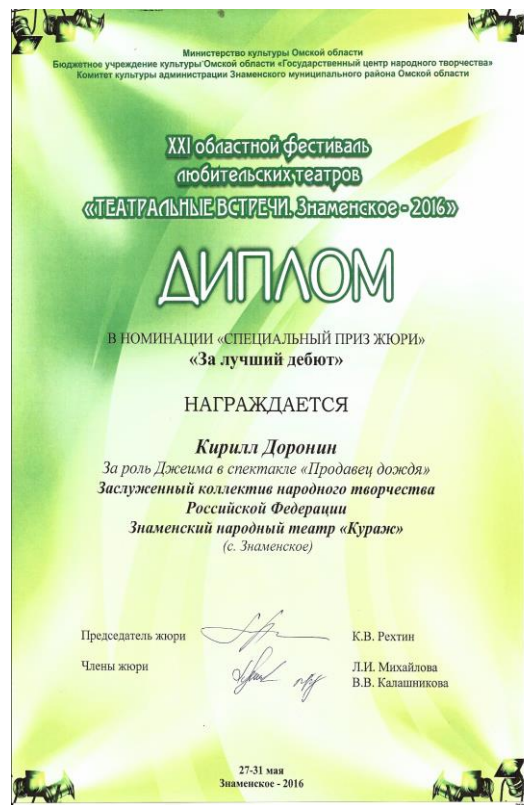 Министерство культуры Омской области
Бюджетное учреждение культуры Омской области «Государственный центр народного творчества»
Комитет культуры администрации Знаменского муниципального района Омской области
XXI областной фестиваль
любительских театров
«ТЕАТРАЛЬНЫЕ ВСТРЕЧИ. Знаменское - 2016»
ДИПЛОМ
В НОМИНАЦИИ «СПЕЦИАЛЬНЫЙ ПРИЗ ЖЮРИ»
«За лучший дебют»
НАГРАЖДАЕТСЯ
Кирилл Доронин
За роль Джеима в спектакле «Продавец дождя»
Заслуженный коллектив народного творчества
Российской Федерации
Знаменский народный театр «Кураж»
(с. Знаменское)
Председатель жюри К.В. Рехтин
Члены жюри Л.И. Михайлова
В.В. Калашникова
27-31 мая
Знаменское - 2016